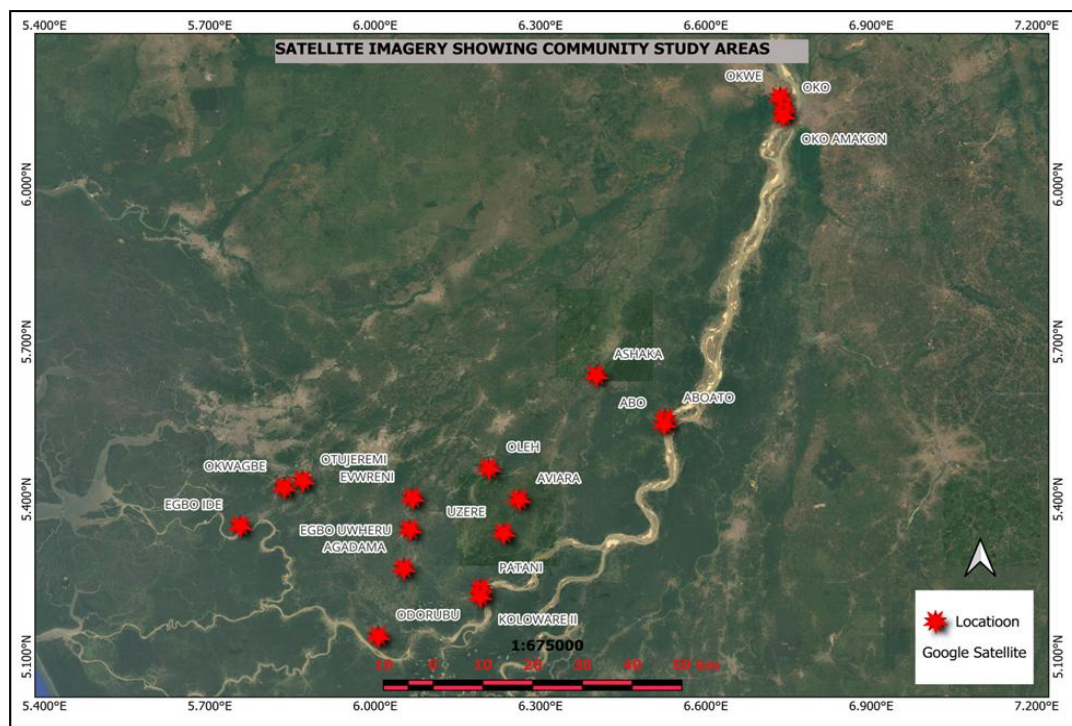 5.400°E 5.700°E 6.000°E 6.300°E 6.600°E 6.900°E 7.200°E
SATELLITE IMAGERY SHOWING COMMUNITY STUDY AREAS
OKWE
OKO
OKO AMAKON
6.000°N
6.000°N
5.700°N
5.700°N
ASHAKA
ABO
ABOATO
OLEH
OTUJEREMI
OKWAGBE
EVWRENI
AVIARA
EGBO IDE
UZERE
5.400°N
5.400°N
EGBO UWHERU
AGADAMA
PATANI
ODORUBU
KOLOWARE II
1:675000
10 0 10 20 30 40 50 km
Locatioon
Google Satellite
5.100°N
5.100°N
5.400°E 5.700°E 6.000°E 6.300°E 6.600°E 6.900°E 7.200°E